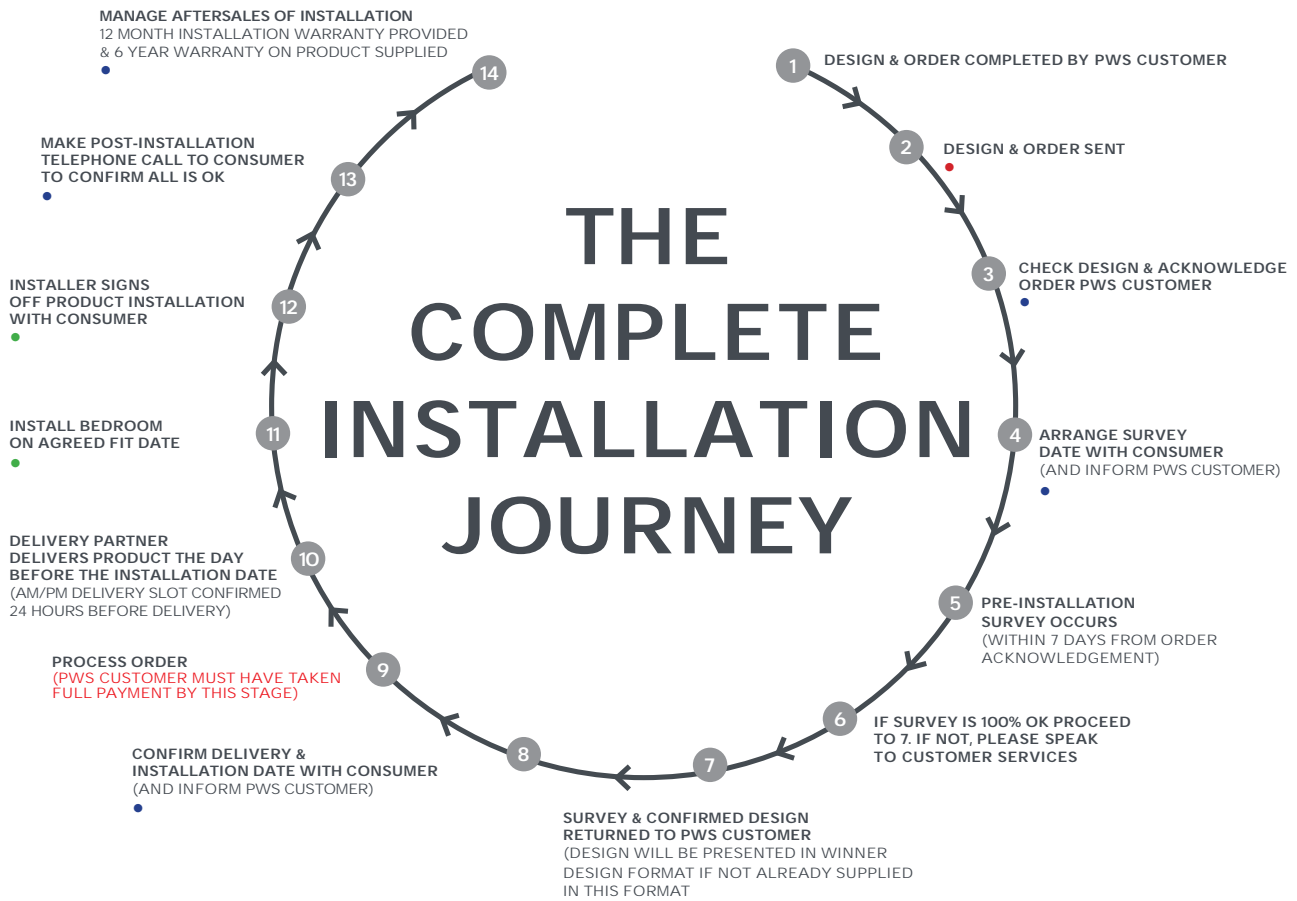 THE
COMPLETE
INSTALLATION
JOURNEY
1
DESIGN & ORDER COMPLETED BY PWS CUSTOMER
2
DESIGN & ORDER SENT
3
CHECK DESIGN & ACKNOWLEDGE
ORDER PWS CUSTOMER
4
ARRANGE SURVEY
DATE WITH CONSUMER
(AND INFORM PWS CUSTOMER)
5
PRE-INSTALLATION
SURVEY OCCURS
(WITHIN 7 DAYS FROM ORDER
ACKNOWLEDGEMENT)
6
IF SURVEY IS 100% OK PROCEED
TO 7. IF NOT, PLEASE SPEAK
TO CUSTOMER SERVICES
7
SURVEY & CONFIRMED DESIGN
RETURNED TO PWS CUSTOMER
(DESIGN WILL BE PRESENTED IN WINNER
DESIGN FORMAT IF NOT ALREADY SUPPLIED
IN THIS FORMAT
8
CONFIRM DELIVERY &
INSTALLATION DATE WITH CONSUMER
(AND INFORM PWS CUSTOMER)
9
PROCESS ORDER
(PWS CUSTOMER MUST HAVE TAKEN
FULL PAYMENT BY THIS STAGE)
10
DELIVERY PARTNER
DELIVERS PRODUCT THE DAY
BEFORE THE INSTALLATION DATE
(AM/PM DELIVERY SLOT CONFIRMED
24 HOURS BEFORE DELIVERY)
11
INSTALL BEDROOM
ON AGREED FIT DATE
12
INSTALLER SIGNS
OFF PRODUCT INSTALLATION
WITH CONSUMER
13
MAKE POST-INSTALLATION
TELEPHONE CALL TO CONSUMER
TO CONFIRM ALL IS OK
14
MANAGE AFTERSALES OF INSTALLATION
12 MONTH INSTALLATION WARRANTY PROVIDED
& 6 YEAR WARRANTY ON PRODUCT SUPPLIED